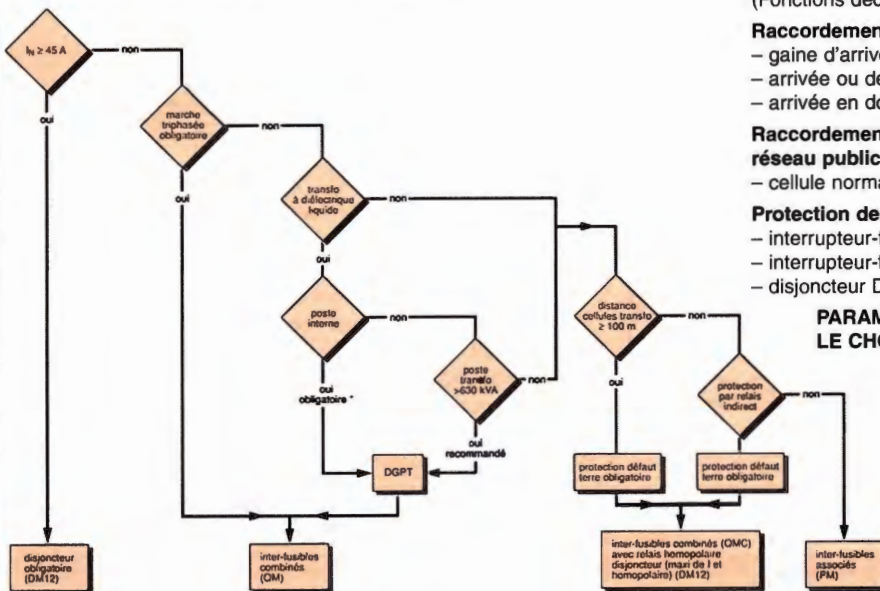 (Fonctions
Raccordemen
– gaine d'arriv
– arrivée ou de
– arrivée en do
Raccordemen
réseau public
– cellule norma
Protection de
– interrupteur-f
– interrupteur-f
– disjoncteur D
PARAM
LE CHO
IN ≥ 45 A
non
oui
marche
triphasée
obligatoire
non
oui
transfo
à diélectrique
liquide
non
oui
poste
interne
non
oui
obligatoire *
poste
transfo
>630 kVA
non
oui
recommandé
DGPT
distance
cellules transfo
≥ 100 m
non
oui
protection
par relais
indirect
non
oui
protection défaut
terre obligatoire
protection défaut
terre obligatoire
disjoncteur
obligatoire
(DM12)
inter-fusibles
combinés
(QM)
inter-fusibles combinés (QMC)
avec relais homopolaire
disjoncteur (maxi de I et
homopolaire) (DM12)
inter-fusibles
associés
(PM)